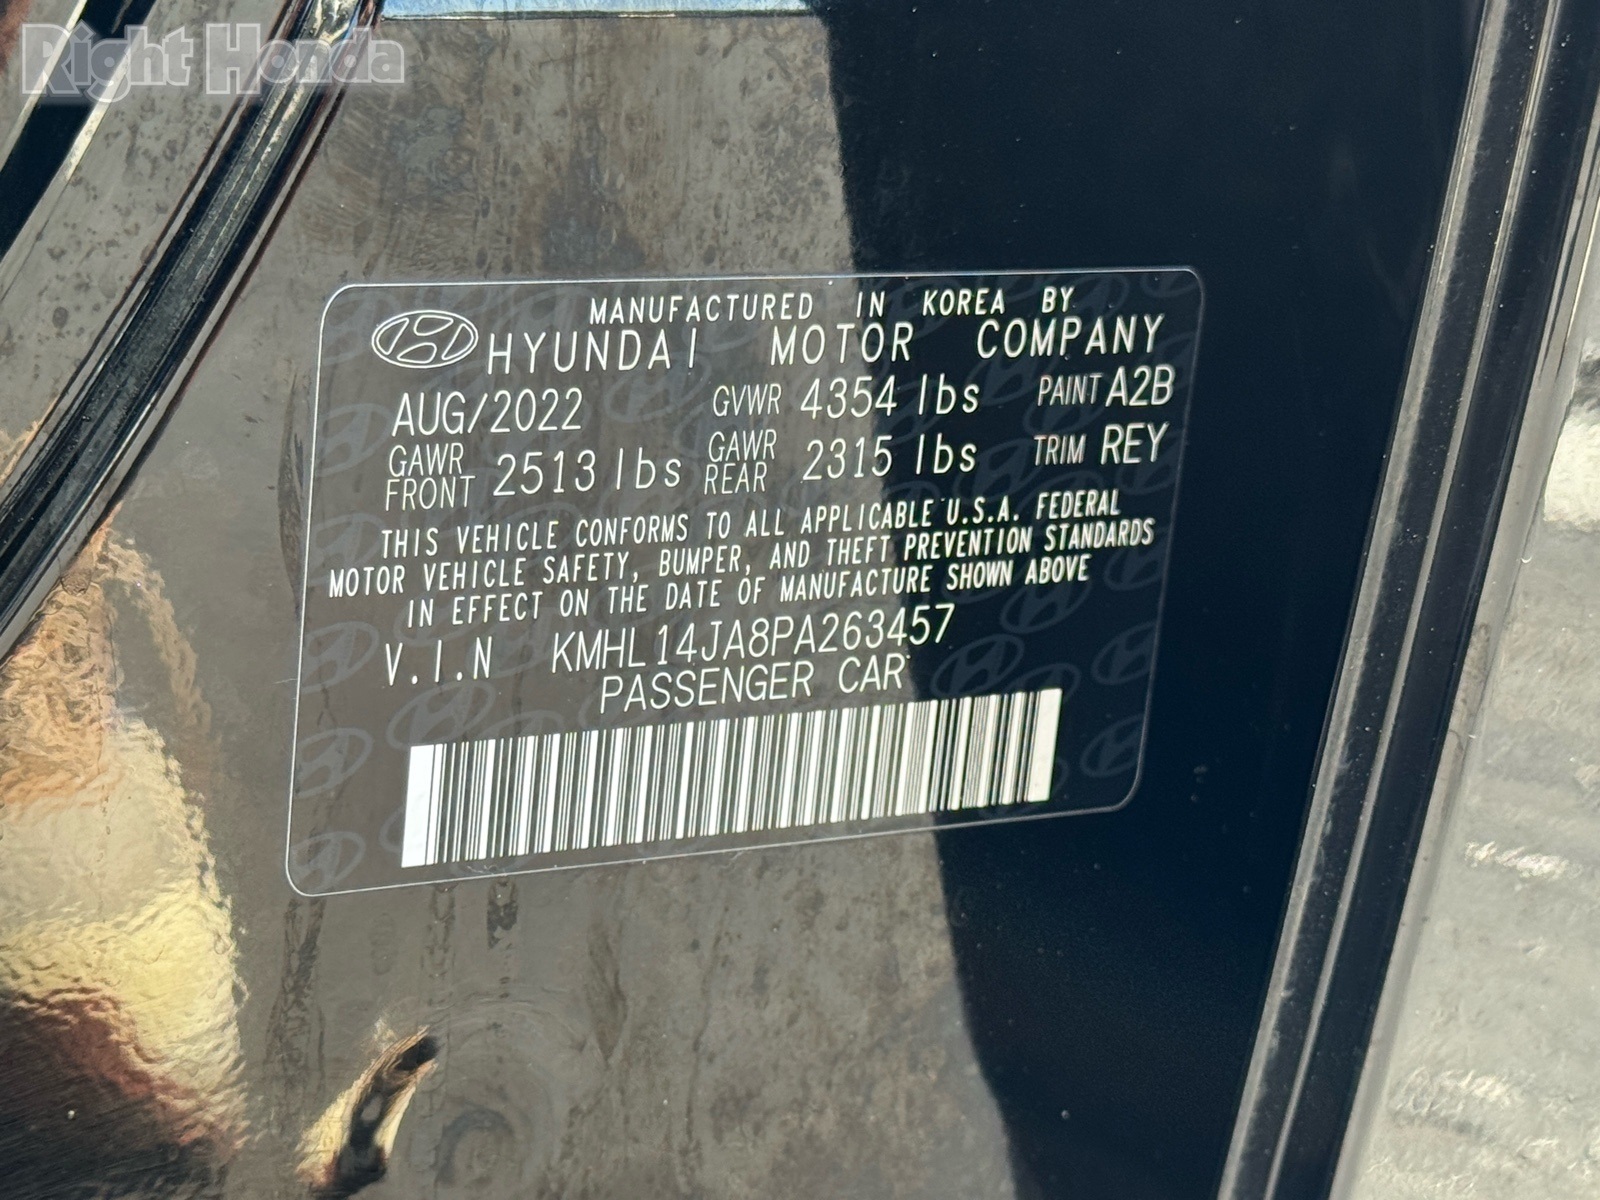 Right Honda
MANUFACTURED IN KOREA BY
HYUNDAI MOTOR COMPANY
AUG/2022 GVWR 4354 lbs PAINT A2B
GAWR FRONT 2513 lbs GAWR REAR 2315 lbs TRIM REY
THIS VEHICLE CONFORMS TO ALL APPLICABLE U.S.A. FEDERAL
MOTOR VEHICLE SAFETY, BUMPER, AND THEFT PREVENTION STANDARDS
IN EFFECT ON THE DATE OF MANUFACTURE SHOWN ABOVE
V.I.N KMHL14JA8PA263457
PASSENGER CAR